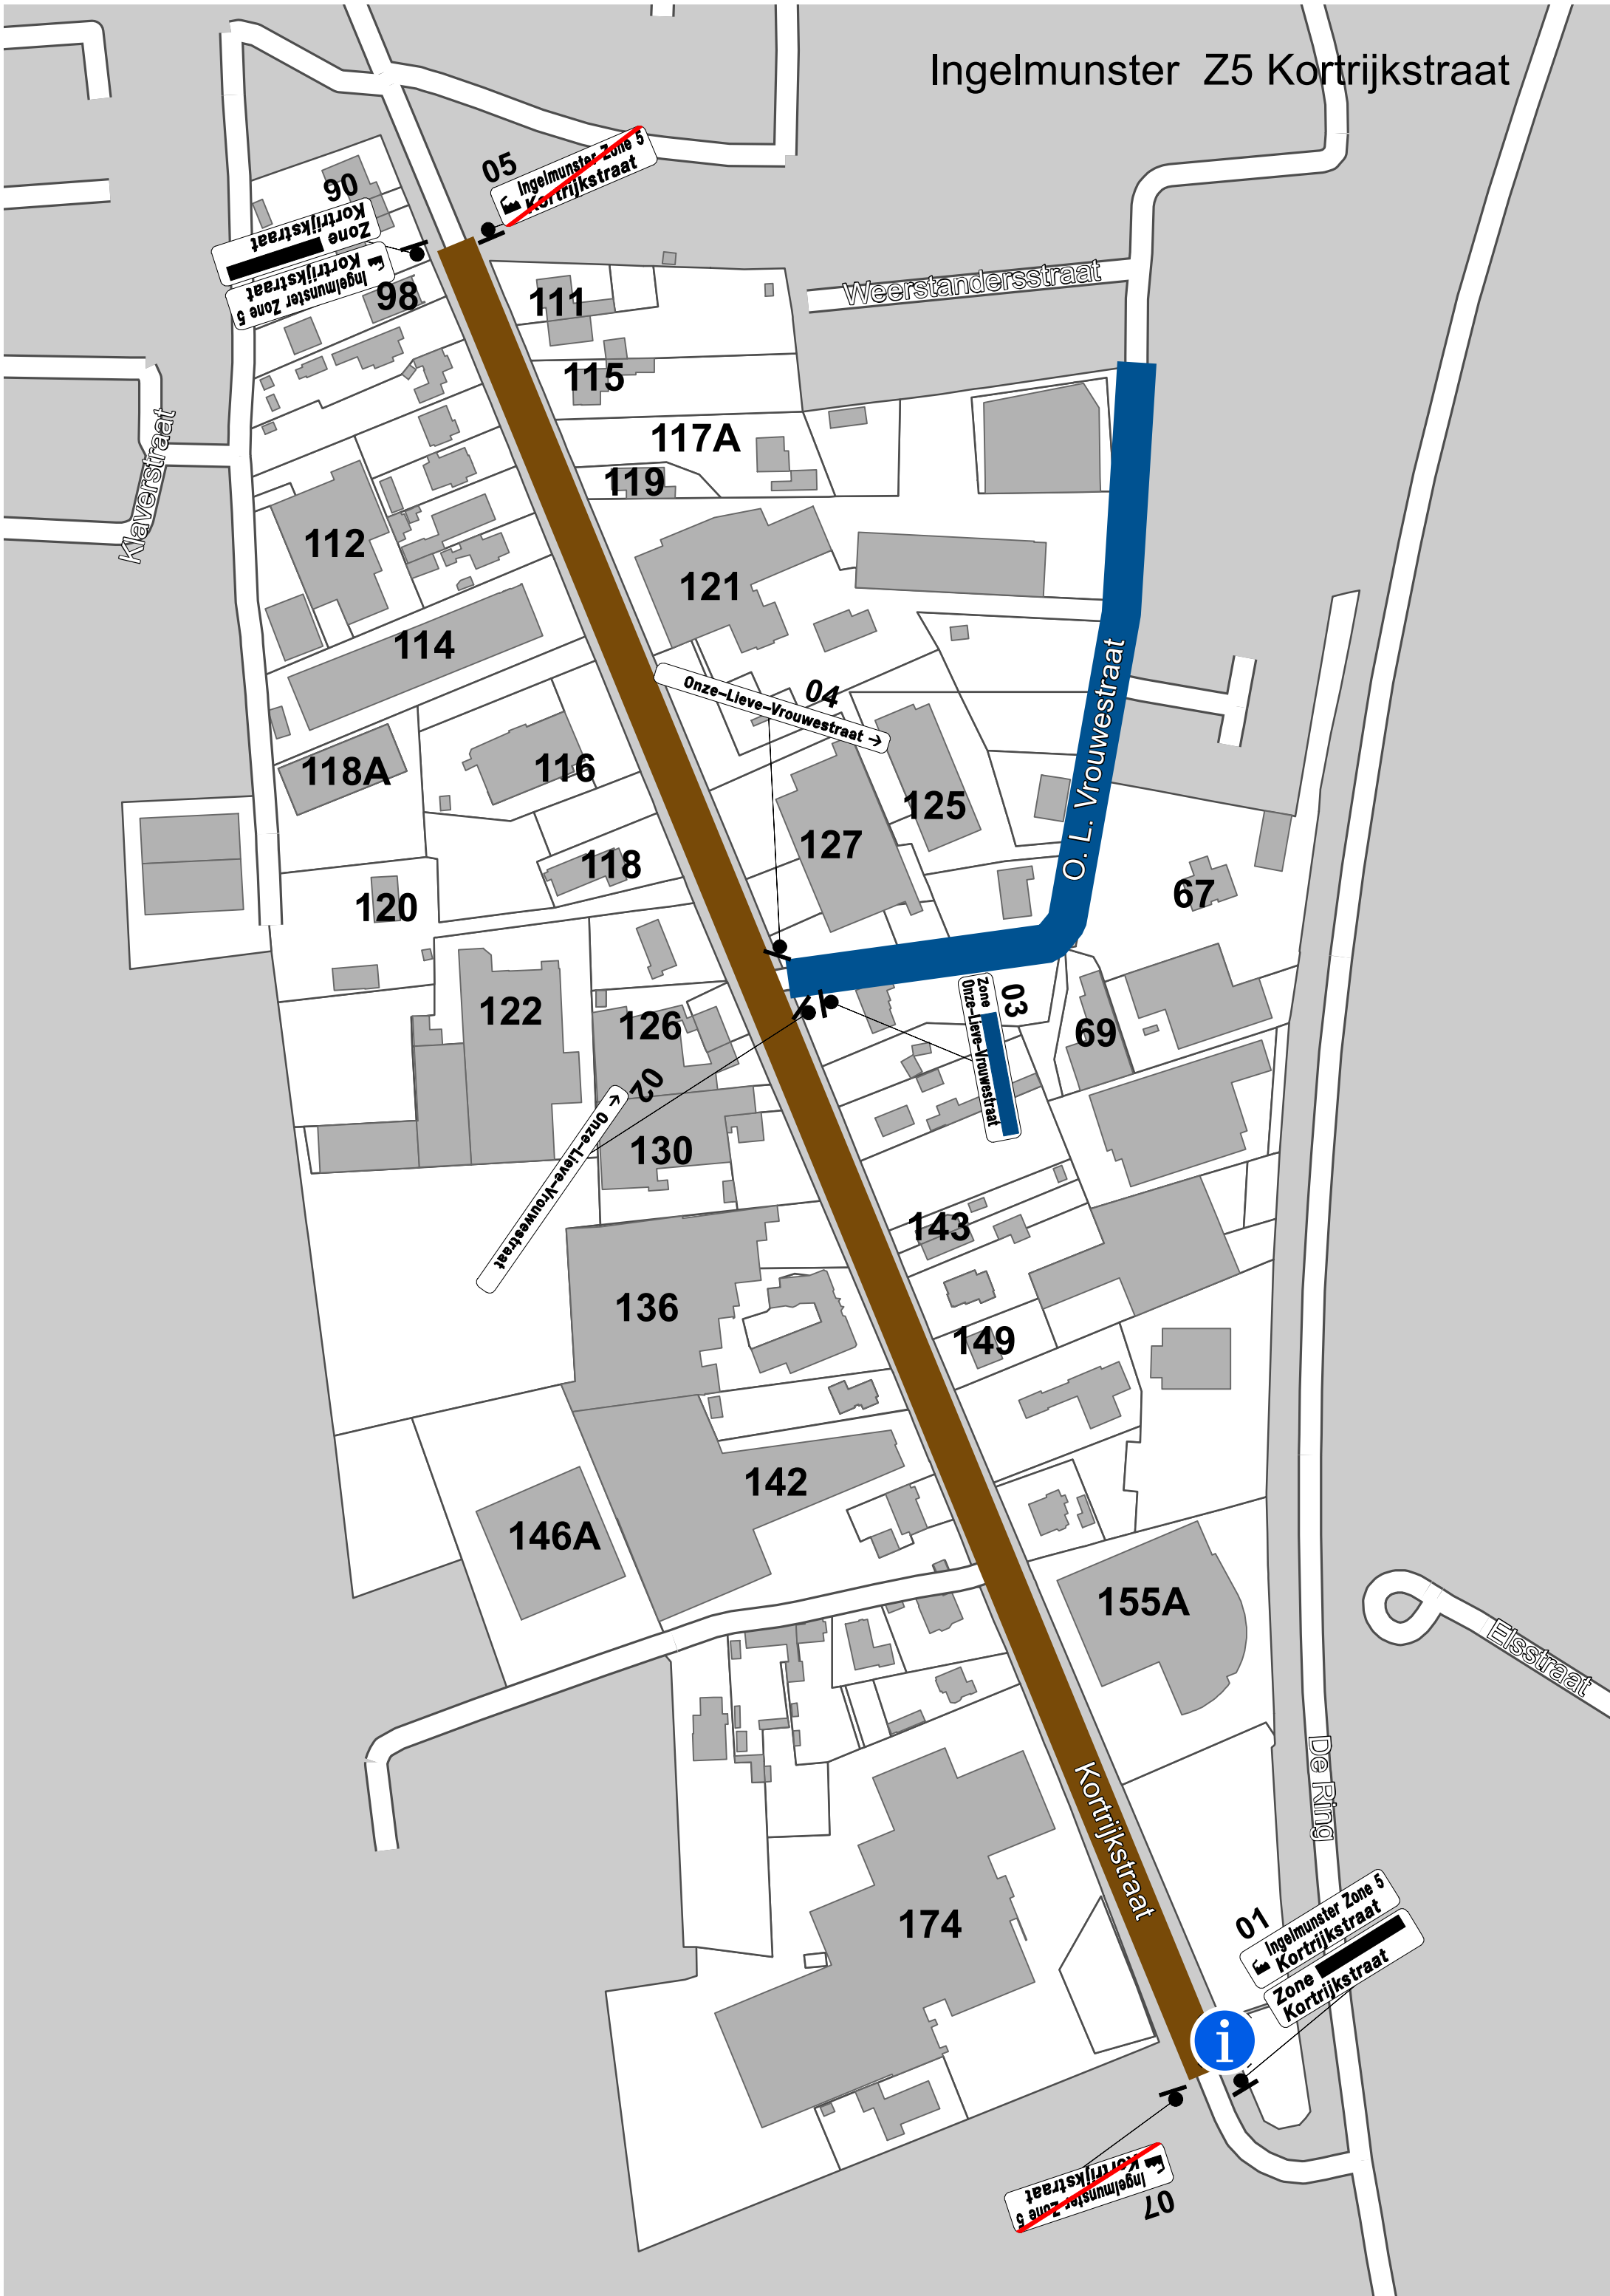 Ingelmunster Z5 Kortrijkstraat
05
Ingelmunster Zone 5
Kortrijkstraat
06
Zone
Kortrijkstraat
Ingelmunster Zone 5
Kortrijkstraat
98
111
Weerstandersstraat
115
117A
119
Klaverstraat
112
121
114
04
Onze-Lieve-Vrouwestraat →
O. L. Vrouwestraat
118A
116
125
127
118
120
67
122
126
03
Zone
Onze-Lieve-Vrouwestraat
69
02
Onze-Lieve-Vrouwestraat →
130
143
136
149
142
146A
155A
Elsstraat
De Ring
Kortrijkstraat
174
01
Ingelmunster Zone 5
Kortrijkstraat
Zone
Kortrijkstraat
i
07
Ingelmunster Zone 5
Kortrijkstraat